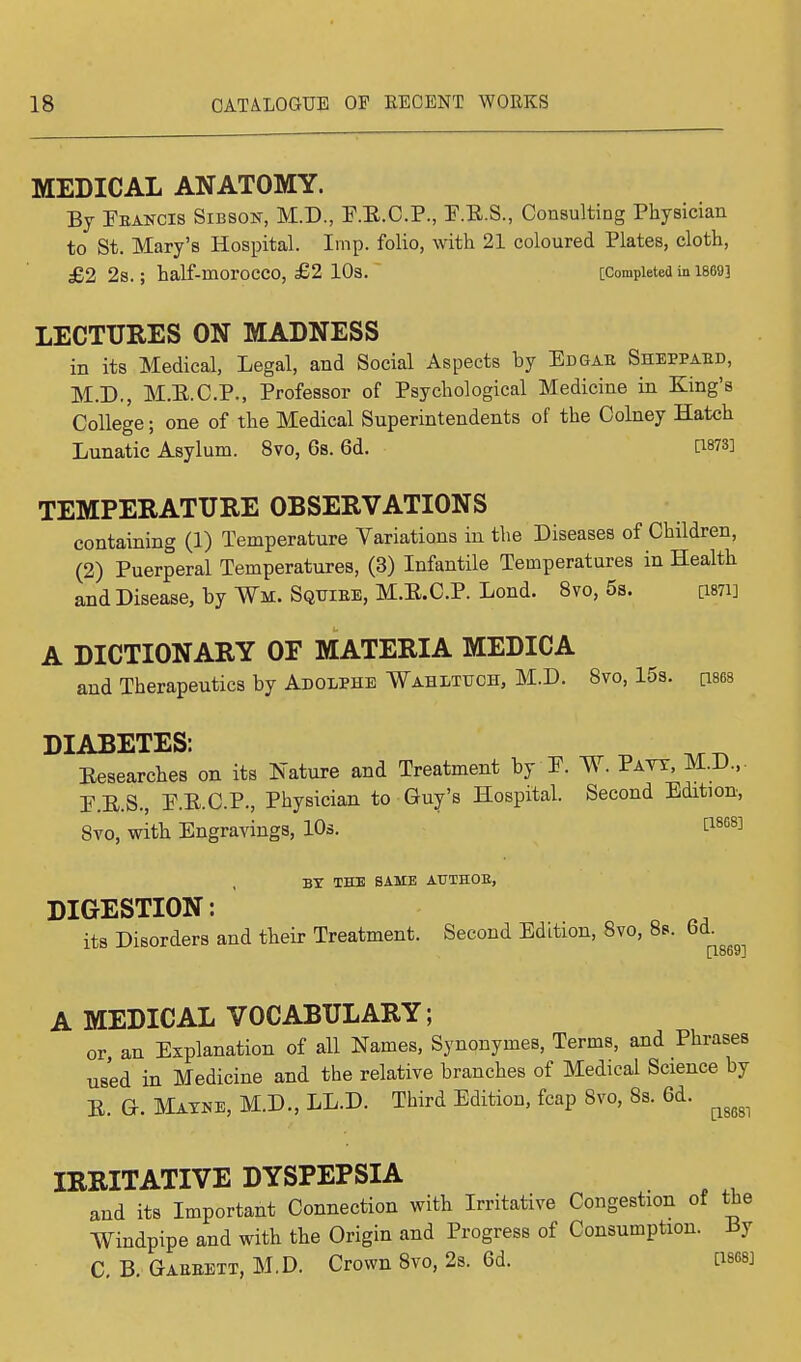 18 CATALOGUE OF RECENT WORKS
MEDICAL ANATOMY.
By FRANCIS SIBSON, M.D., F.R.C.P., F.R.S., Consulting Physician
to St. Mary's Hospital. Imp. folio, with 21 coloured Plates, cloth,
£2 2s.; half-morocco, £2 10s. [Completed in 1869]
LECTURES ON MADNESS
in its Medical, Legal, and Social Aspects by EDGAR SHEPPARD,
M.D., M.R.C.P., Professor of Psychological Medicine in King's
College; one of the Medical Superintendents of the Colney Hatch
Lunatic Asylum. 8vo, 6s. 6d. [1873]
TEMPERATURE OBSERVATIONS
containing (1) Temperature Variations in the Diseases of Children,
(2) Puerperal Temperatures, (3) Infantile Temperatures in Health
and Disease, by WM. SQUIRE, M.R.C.P. Lond. 8vo, 5s. [1871]
A DICTIONARY OF MATERIA MEDICA
and Therapeutics by ADOLPHE WAHLTUCH, M.D. 8vo, 15s. [1868
DIABETES:
Researches on its Nature and Treatment by F. W. PAVY, M.D.,
F.R.S., F.R.C.P., Physician to Guy's Hospital. Second Edition,
8vo, with Engravings, 10s. [1868]
BY THE SAME AUTHOR,
DIGESTION:
its Disorders and their Treatment. Second Edition, 8vo, 8s. 6d.
[1869]
A MEDICAL VOCABULARY;
or, an Explanation of all Names, Synonymes, Terms, and Phrases
used in Medicine and the relative branches of Medical Science by
R. G. MAYNE, M.D., LL.D. Third Edition, fcap 8vo, 8s. 6d.
[1868]
IRRITATIVE DYSPEPSIA
and its Important Connection with Irritative Congestion of the
Windpipe and with the Origin and Progress of Consumption. By
C. B. GARRETT, M.D. Crown 8vo, 2s. 6d. [1868]